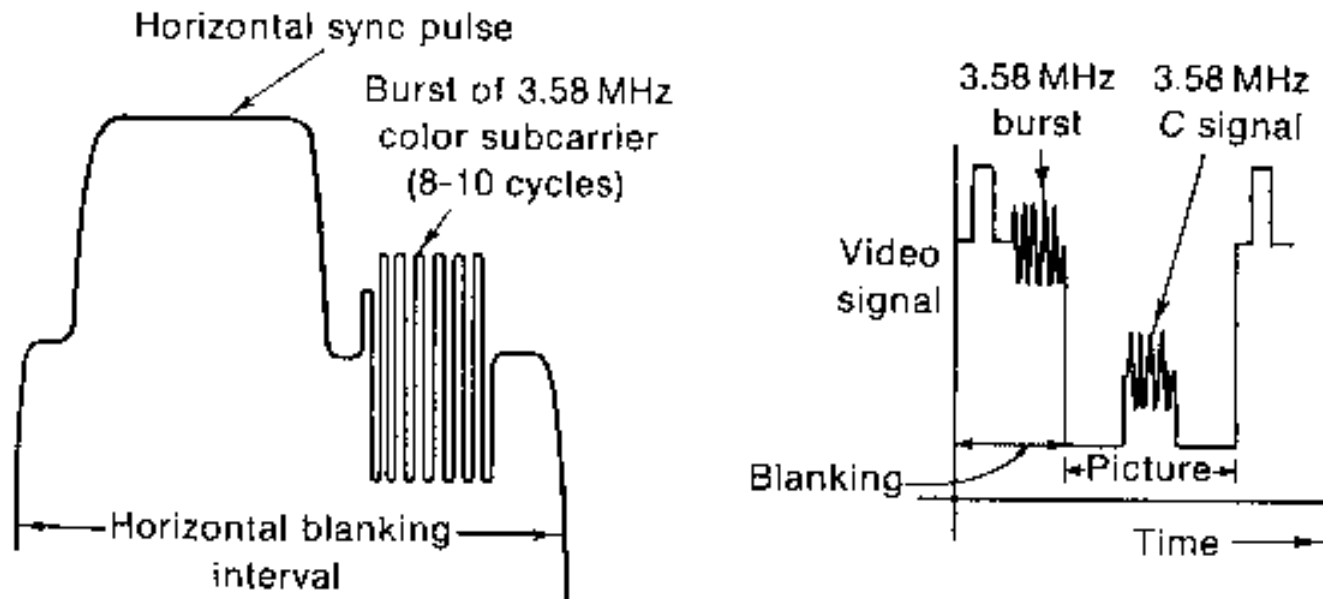 Horizontal sync pulse
Burst of 3.58 MHz
color subcarrier
(8-10 cycles)
Horizontal blanking
interval
3.58 MHz
burst
3.58 MHz
C signal
Video
signal
Blanking
Picture
Time